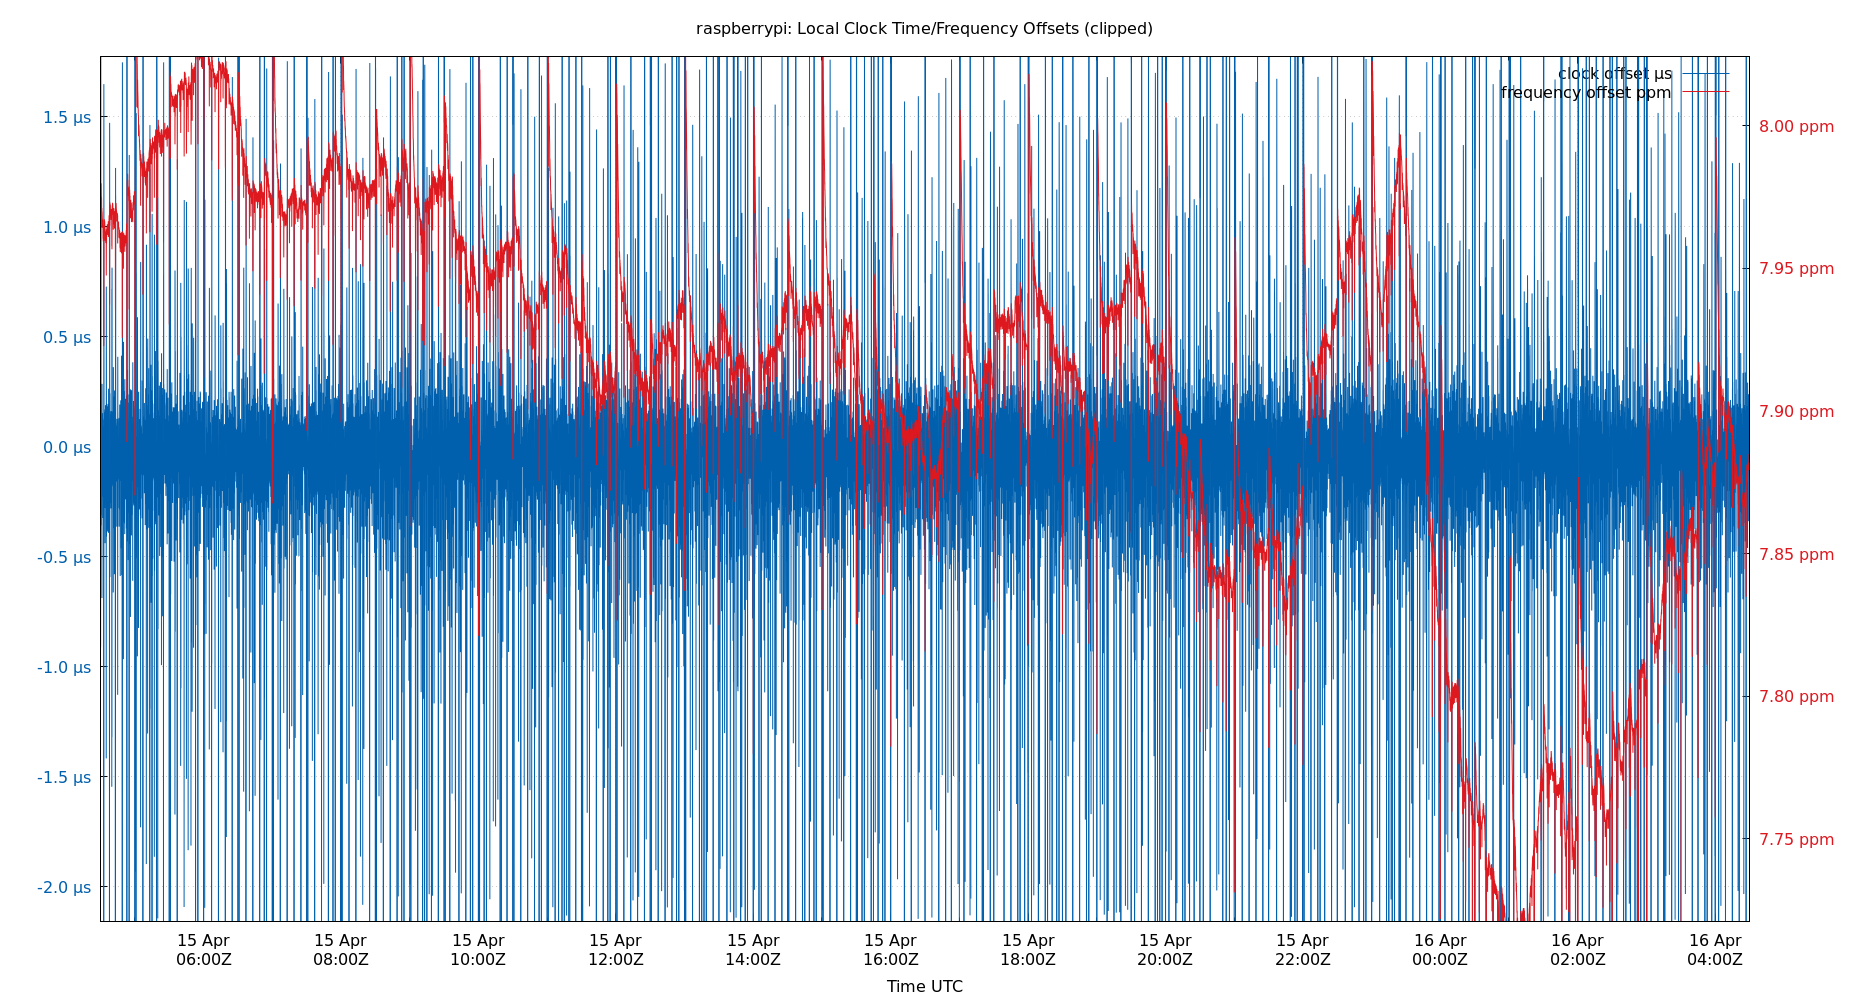 raspberrypi: Local Clock Time/Frequency Offsets (clipped)
clock offset µs
frequency offset ppm
1.5 µs
1.0 µs
0.5 µs
0.0 µs
-0.5 µs
-1.0 µs
-1.5 µs
-2.0 µs
8.00 ppm
7.95 ppm
7.90 ppm
7.85 ppm
7.80 ppm
7.75 ppm
15 Apr 15 Apr 15 Apr 15 Apr 15 Apr 15 Apr 15 Apr 15 Apr 15 Apr 16 Apr 16 Apr 16 Apr
06:00Z 08:00Z 10:00Z 12:00Z 14:00Z 16:00Z 18:00Z 20:00Z 22:00Z 00:00Z 02:00Z 04:00Z
Time UTC